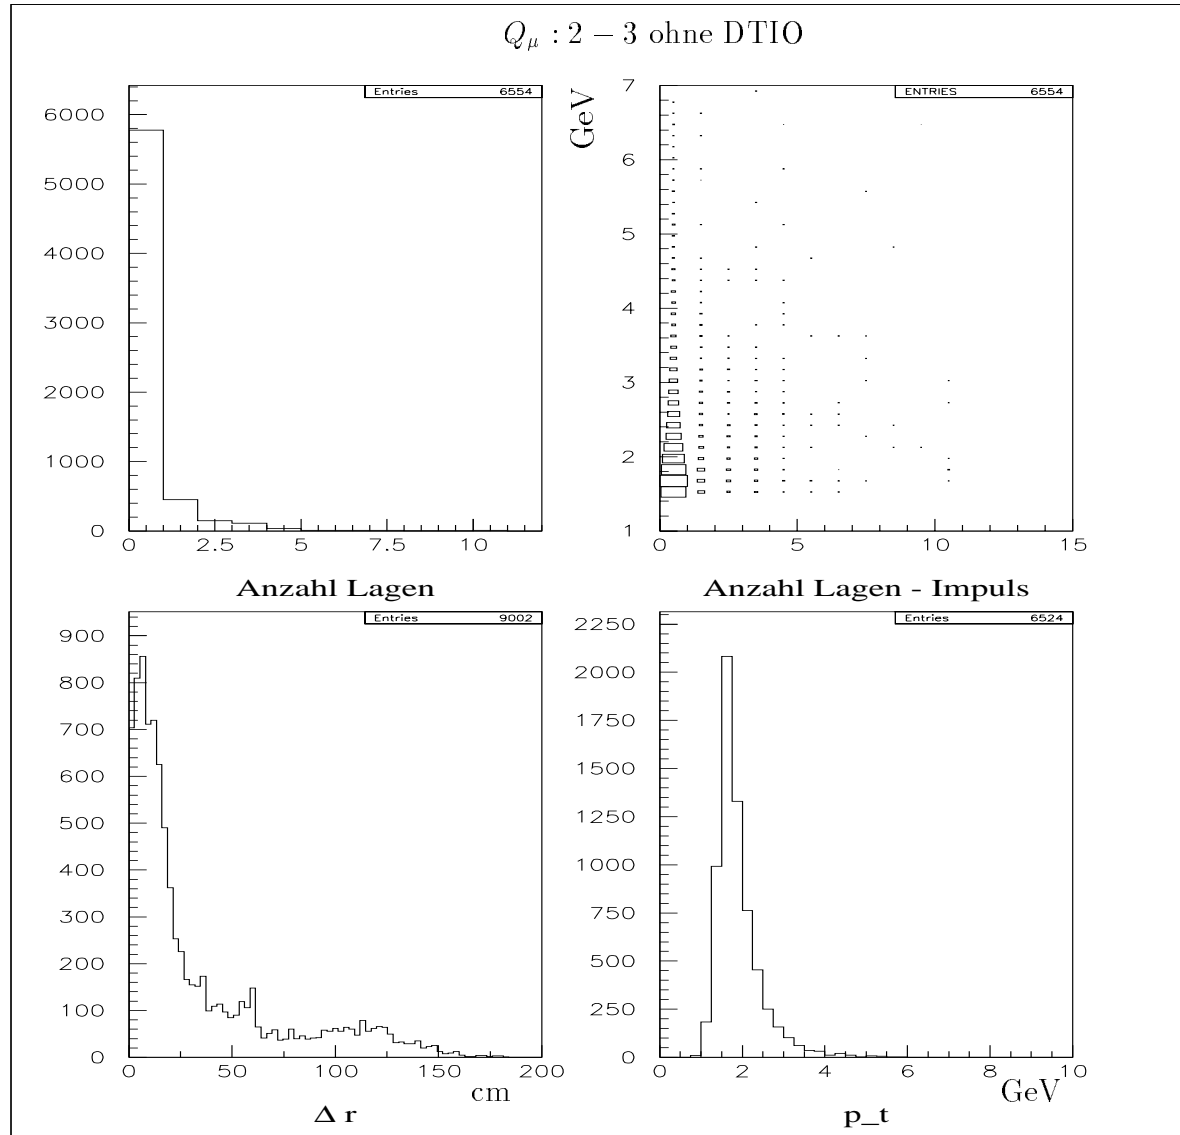 Q_μ : 2 − 3 ohne DTIO
Entries 6554
6000
5000
4000
3000
2000
1000
0
0 2.5 5 7.5 10
Anzahl Lagen
GeV
ENTRIES 6554
7
6
5
4
3
2
1
0 5 10 15
Anzahl Lagen - Impuls
Entries 9002
900
800
700
600
500
400
300
200
100
0
0 50 100 150 200
cm
Δ r
Entries 6524
2250
2000
1750
1500
1250
1000
750
500
250
0
0 2 4 6 8 10
GeV
p_t